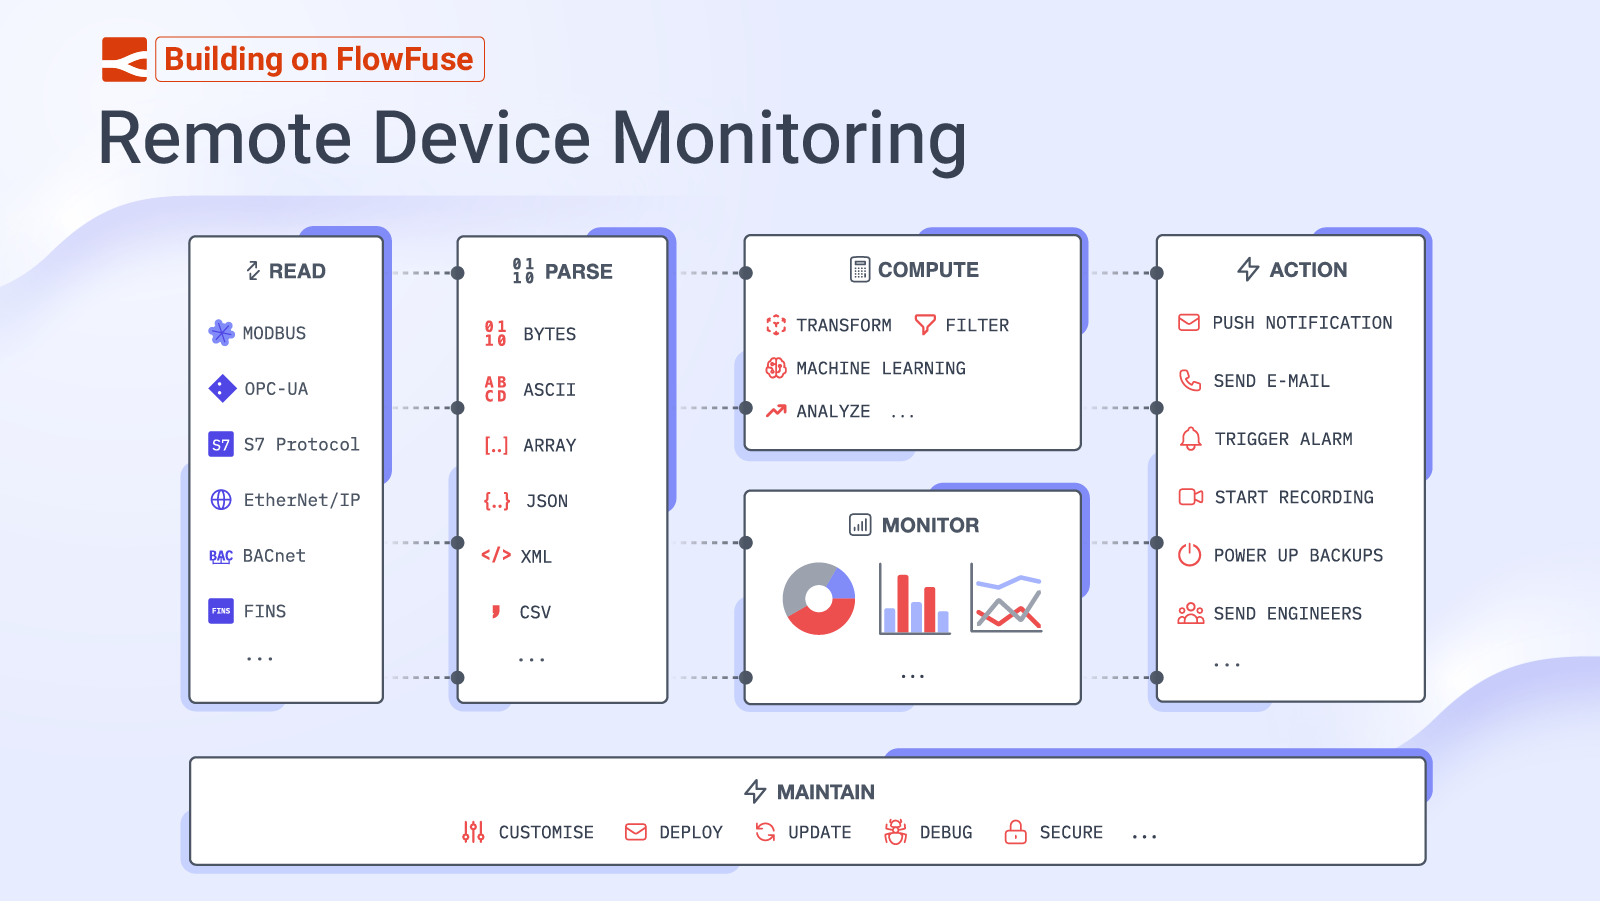 Building on FlowFuse
Remote Device Monitoring
READ
MODBUS
OPC-UA
S7 S7 Protocol
EtherNet/IP
BAC BACnet
FINS FINS
...
01
10 PARSE
01
10 BYTES
AB
CD ASCII
[..] ARRAY
{..} JSON
</> XML
, CSV
...
COMPUTE
TRANSFORM FILTER
MACHINE LEARNING
ANALYZE ...
MONITOR
...
ACTION
PUSH NOTIFICATION
SEND E-MAIL
TRIGGER ALARM
START RECORDING
POWER UP BACKUPS
SEND ENGINEERS
...
MAINTAIN
CUSTOMISE DEPLOY UPDATE DEBUG SECURE ...